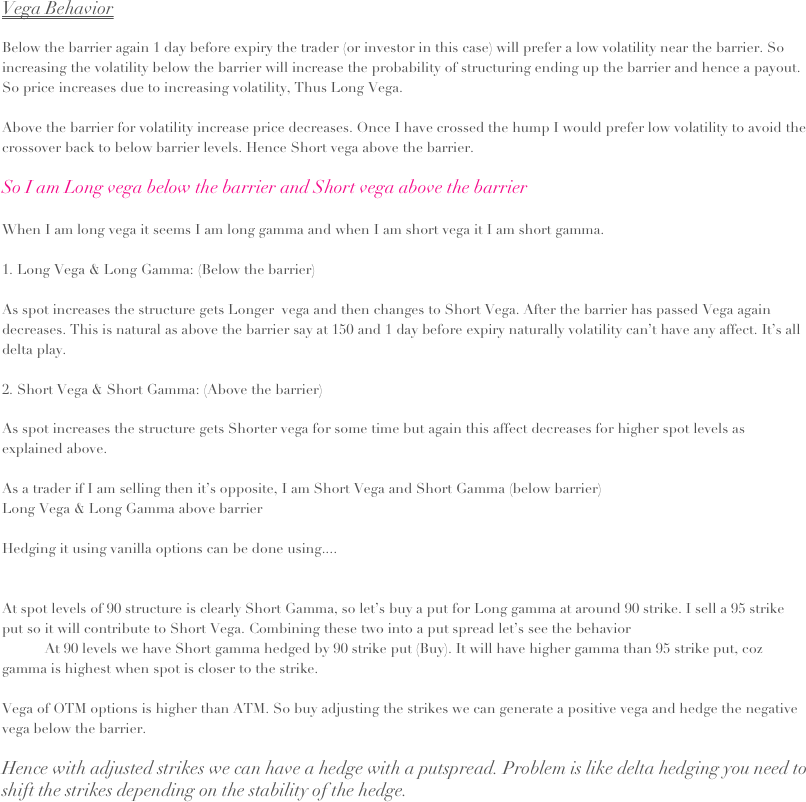 Vega Behavior
Below the barrier again 1 day before expiry the trader (or investor in this case) will prefer a low volatility near the barrier. So
increasing the volatility below the barrier will increase the probability of structuring ending up the barrier and hence a payout.
So price increases due to increasing volatility, Thus Long Vega.
Above the barrier for volatility increase price decreases. Once I have crossed the hump I would prefer low volatility to avoid the
crossover back to below barrier levels. Hence Short vega above the barrier.
So I am Long vega below the barrier and Short vega above the barrier
When I am long vega it seems I am long gamma and when I am short vega it I am short gamma.
1. Long Vega & Long Gamma: (Below the barrier)
As spot increases the structure gets Longer  vega and then changes to Short Vega. After the barrier has passed Vega again
decreases. This is natural as above the barrier say at 150 and 1 day before expiry naturally volatility can't have any affect. It's all
delta play.
2. Short Vega & Short Gamma: (Above the barrier)
As spot increases the structure gets Shorter vega for some time but again this affect decreases for higher spot levels as
explained above.
As a trader if I am selling then it's opposite, I am Short Vega and Short Gamma (below barrier)
Long Vega & Long Gamma above barrier
Hedging it using vanilla options can be done using....
At spot levels of 90 structure is clearly Short Gamma, so let's buy a put for Long gamma at around 90 strike. I sell a 95 strike
put so it will contribute to Short Vega. Combining these two into a put spread let's see the behavior
At 90 levels we have Short gamma hedged by 90 strike put (Buy). It will have higher gamma than 95 strike put, coz
gamma is highest when spot is closer to the strike.
Vega of OTM options is higher than ATM. So buy adjusting the strikes we can generate a positive vega and hedge the negative
vega below the barrier.
Hence with adjusted strikes we can have a hedge with a putspread. Problem is like delta hedging you need to
shift the strikes depending on the stability of the hedge.